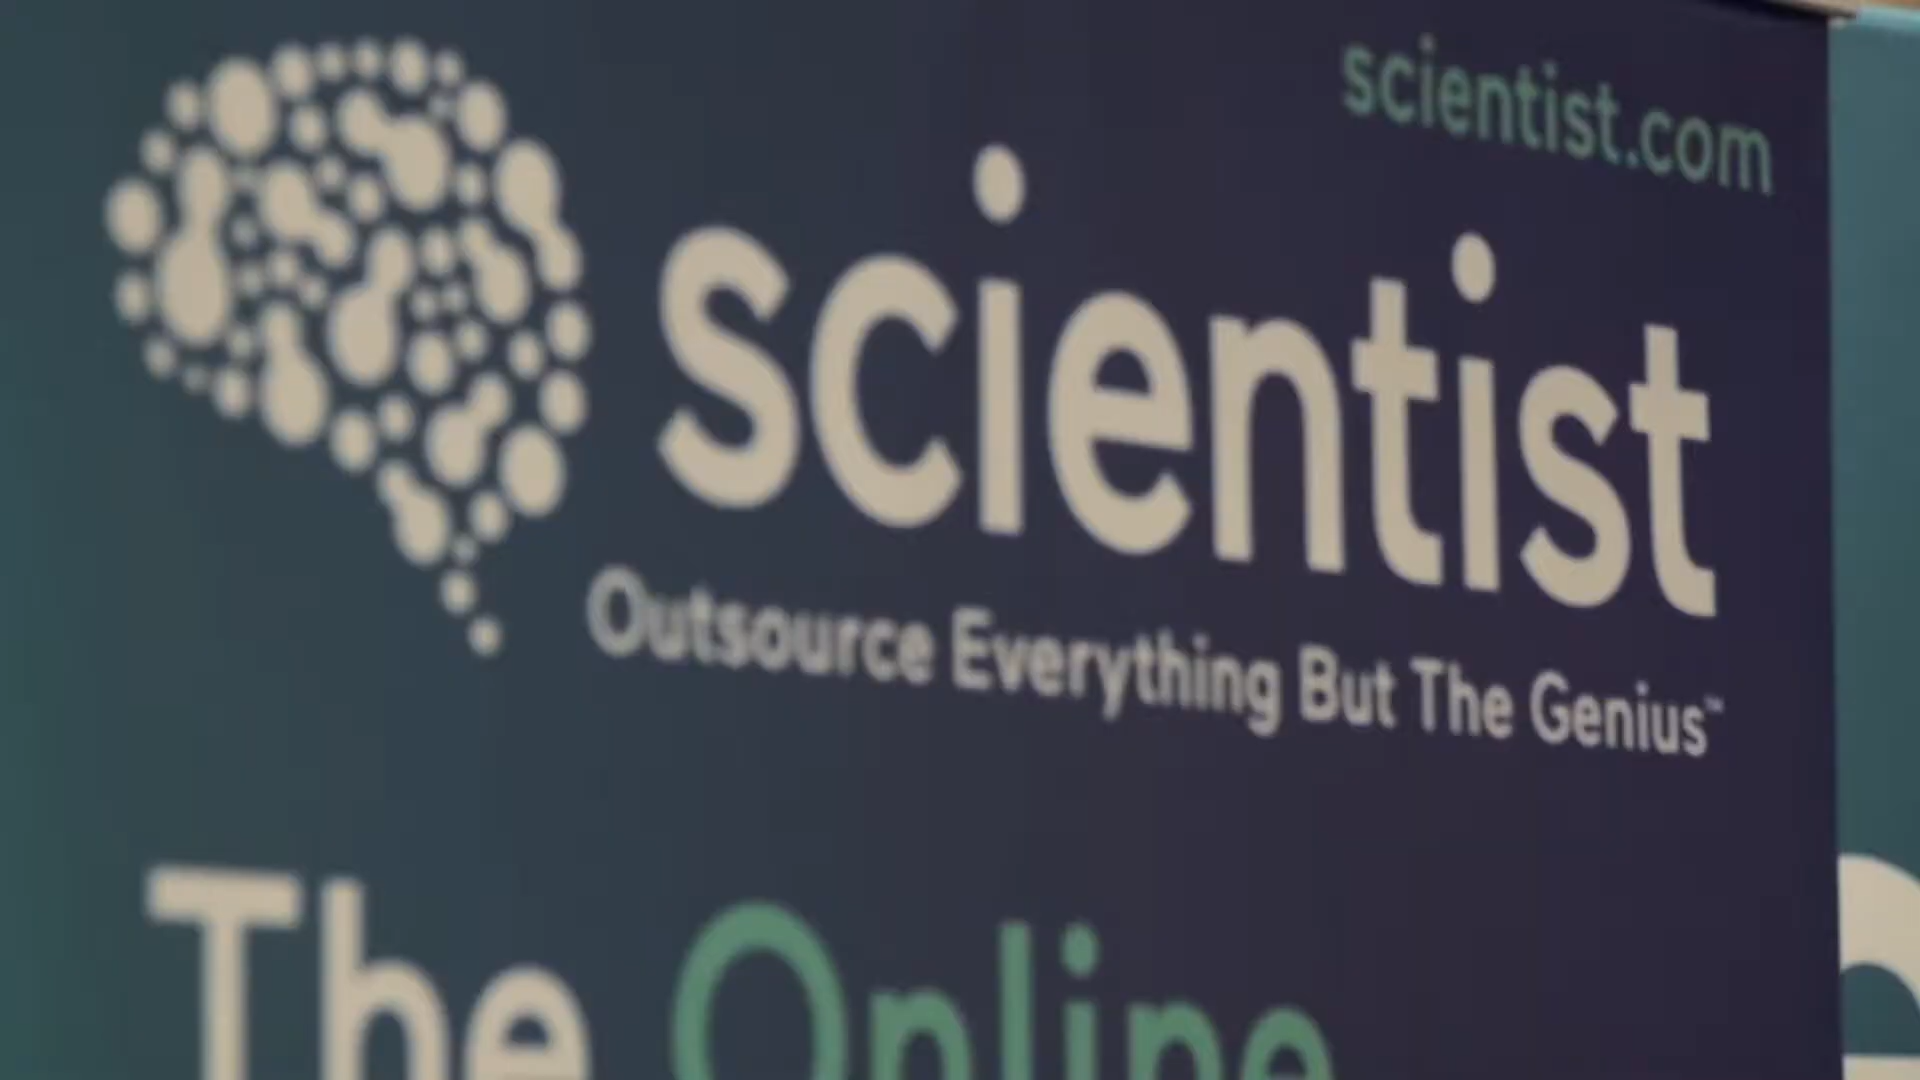 scientist.com
scientist
Outsource Everything But The Genius™
The Online